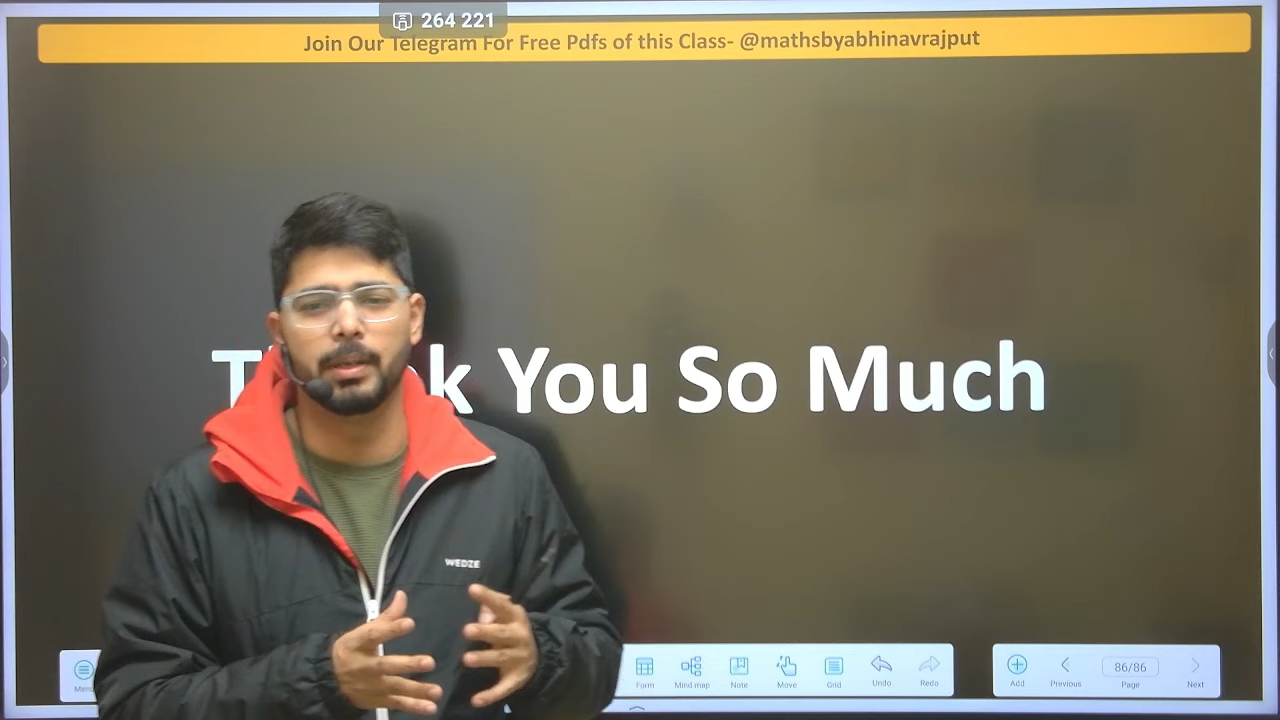 264 221
Join Our Telegram For Free Pdfs of this Class- @mathsbyabhinavrajput
You So Much
WEDZE
Form
Mind map
Note
Move
Grid
Undo
Redo
Add
Previous
86/86
Page
Next